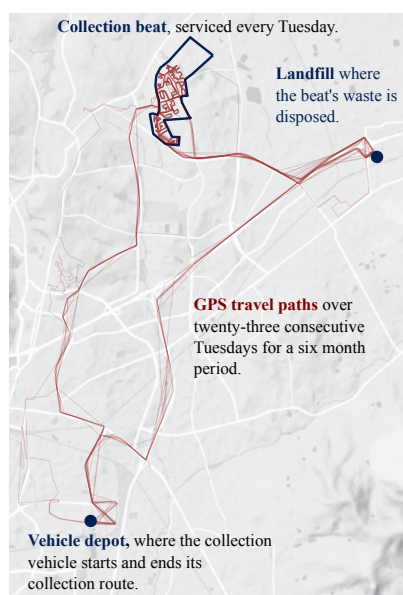 Collection beat, serviced every Tuesday.
Landfill where
the beat's waste is
disposed.
GPS travel paths over
twenty-three consecutive
Tuesdays for a six month
period.
Vehicle depot, where the collection
vehicle starts and ends its
collection route.